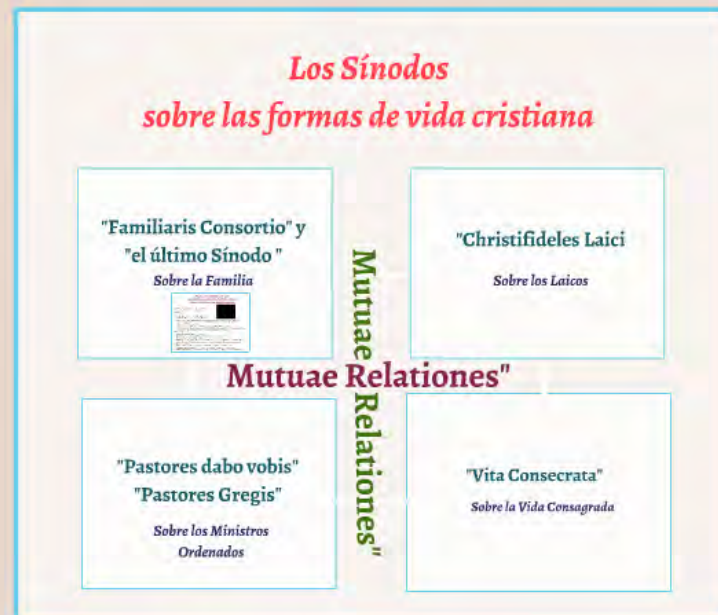 Los Sínodos
sobre las formas de vida cristiana
"Familiaris Consortio" y
"el último Sínodo "
Sobre la Familia
"Christifideles Laici
Sobre los Laicos
Mutuae Relationes"
Mutuae Relationes"
"Pastores dabo vobis"
"Pastores Gregis"
Sobre los Ministros
Ordenados
"Vita Consecrata"
Sobre la Vida Consagrada